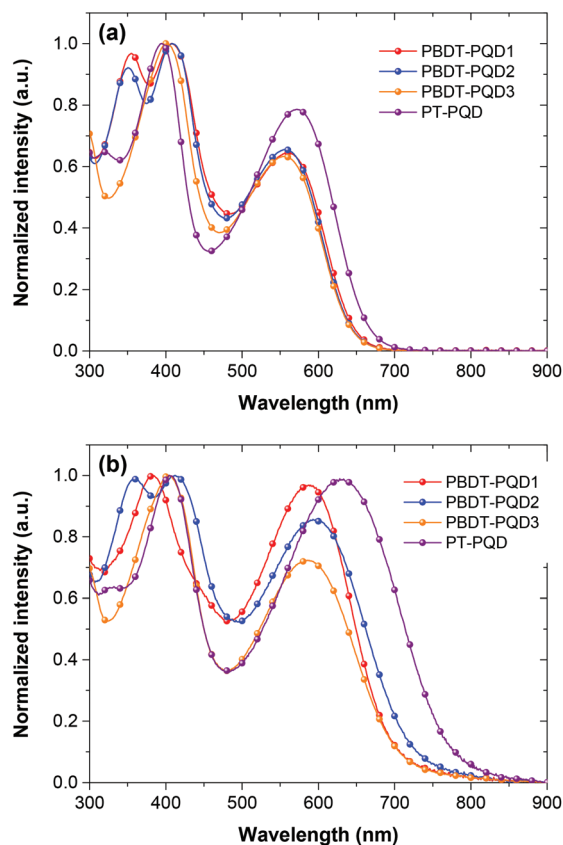 (a)
PBDT-PQD1
PBDT-PQD2
PBDT-PQD3
PT-PQD
Normalized intensity (a.u.)
1.0
0.8
0.6
0.4
0.2
0.0
300 400 500 600 700 800 900
Wavelength (nm)
(b)
PBDT-PQD1
PBDT-PQD2
PBDT-PQD3
PT-PQD
Normalized intensity (a.u.)
1.0
0.8
0.6
0.4
0.2
0.0
300 400 500 600 700 800 900
Wavelength (nm)